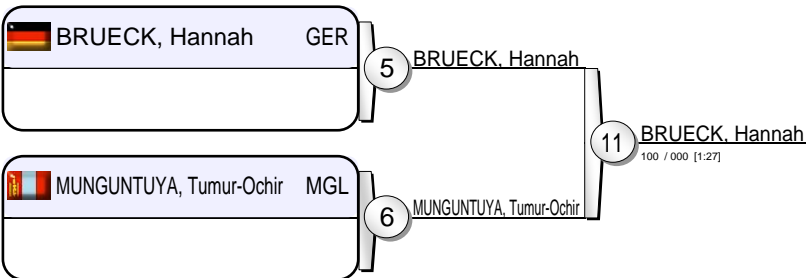 BRUECK, Hannah GER
5
BRUECK, Hannah
11
BRUECK, Hannah
100 / 000 [1:27]
MUNGUNTUYA, Tumur-Ochir MGL
6
MUNGUNTUYA, Tumur-Ochir